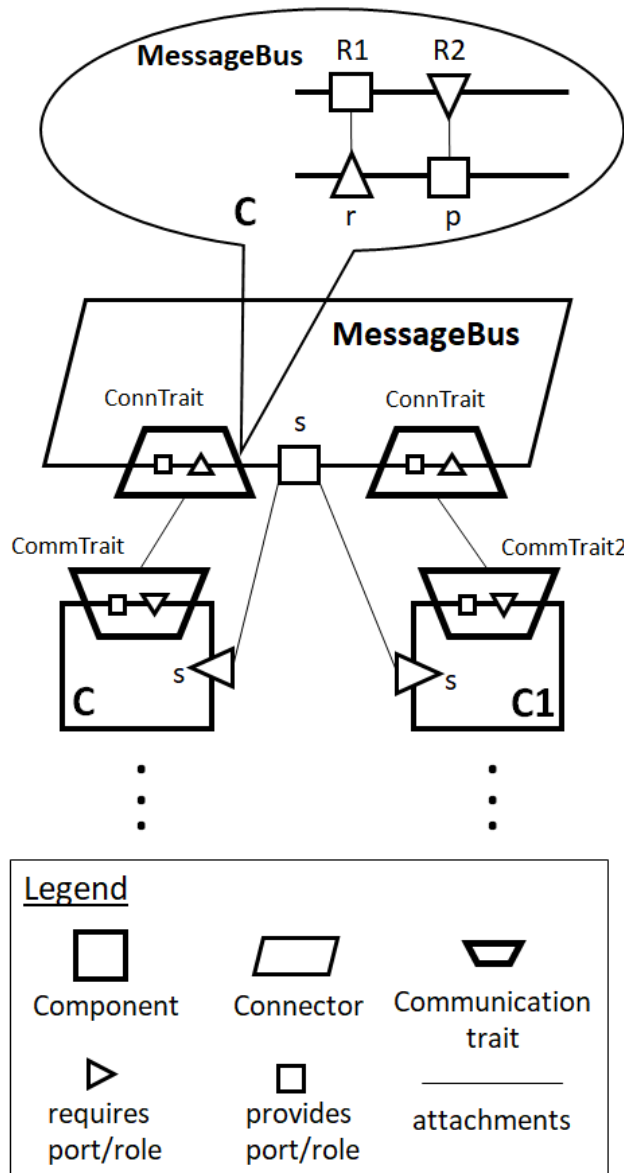 MessageBus R1 R2
C r p
MessageBus
ConnTrait s ConnTrait
CommTrait CommTrait2
s s
C C1
Legend
Component Connector Communication
trait
requires provides attachments
port/role port/role